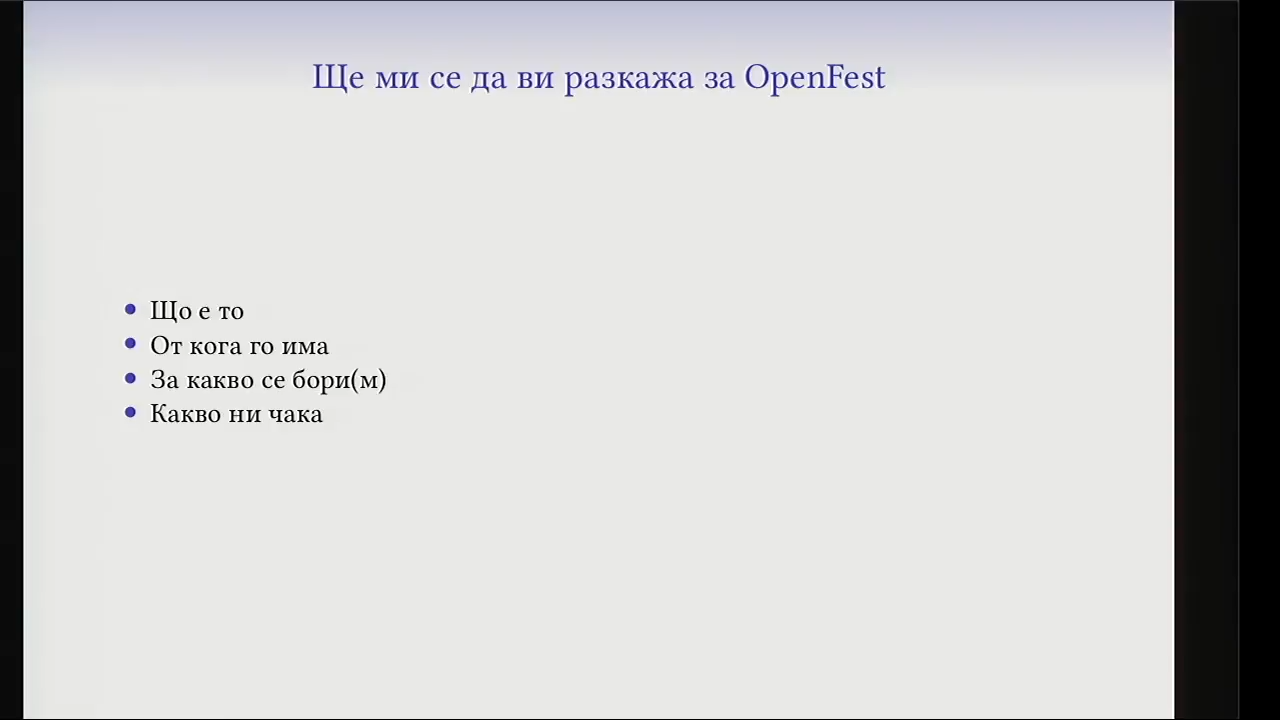 Ще ми се да ви разкажа за OpenFest
• Що е то
• От кога го има
• За какво се бори(м)
• Какво ни чака